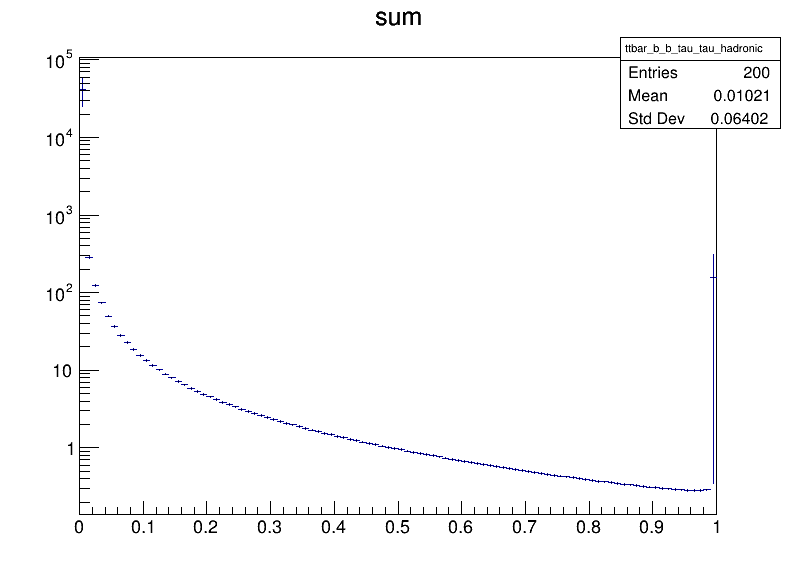 sum
ttbar_b_b_tau_tau_hadronic
Entries 200
Mean 0.01021
Std Dev 0.06402
10^5
10^4
10^3
10^2
10
1
0 0.1 0.2 0.3 0.4 0.5 0.6 0.7 0.8 0.9 1